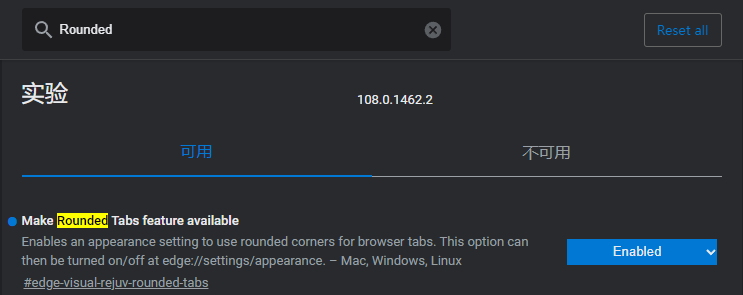 Rounded
Reset all
实验
108.0.1462.2
可用
不可用
Make Rounded Tabs feature available
Enables an appearance setting to use rounded corners for browser tabs. This option can
then be turned on/off at edge://settings/appearance. – Mac, Windows, Linux
Enabled
#edge-visual-rejuv-rounded-tabs